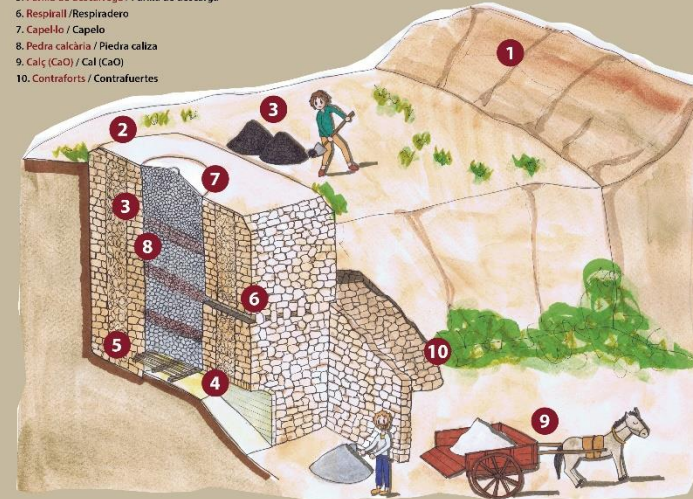 6. Respirall /Respiradero
7. Capel·lo / Capelo
8. Pedra calcària / Piedra caliza
9. Calç (CaO) / Cal (CaO)
10. Contraforts / Contrafuertes
1
3
2
7
3
8
6
5
10
4
9